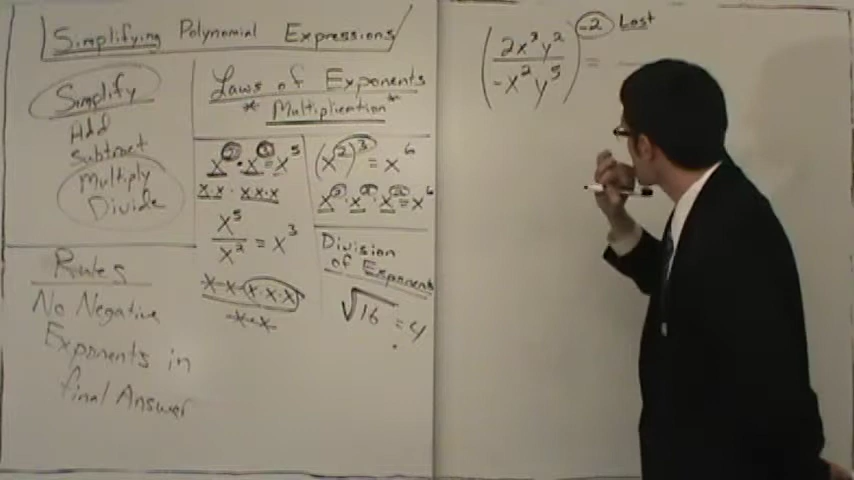 Simplifying Polynomial Expressions
Simplify
Add
Subtract
Multiply
Divide
Rules
No Negative
Exponents in
final Answer
Laws of Exponents
* Multiplication *
x² · x³ = x⁵
x·x · x·x·x
x⁵/x² = x³
x·x·(x·x·x)
x·x
(x²)³ = x⁶
x² · x² · x² = x⁶
Division
of Exponents
√16 = 4
(2x³y² / -x²y⁵)⁻² = Last